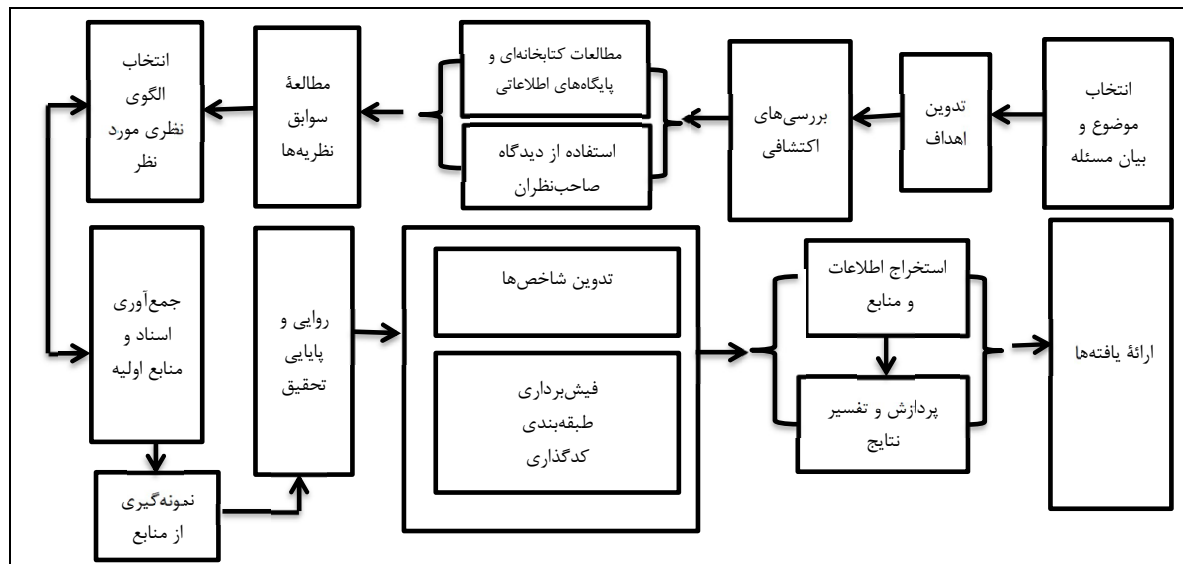 انتخاب
موضوع و
بیان مسئله
تدوین
اهداف
بررسی‌های
اکتشافی
مطالعات کتابخانه‌ای و
پایگاه‌های اطلاعاتی
استفاده از دیدگاه
صاحب‌نظران
مطالعهٔ
سوابق
نظریه‌ها
انتخاب
الگوی
نظری مورد
نظر
جمع‌آوری
اسناد و
منابع اولیه
نمونه‌گیری
از منابع
روایی و
پایایی
تحقیق
تدوین شاخص‌ها
فیش‌برداری
طبقه‌بندی
کدگذاری
استخراج اطلاعات
و منابع
پردازش و تفسیر
نتایج
ارائهٔ یافته‌ها